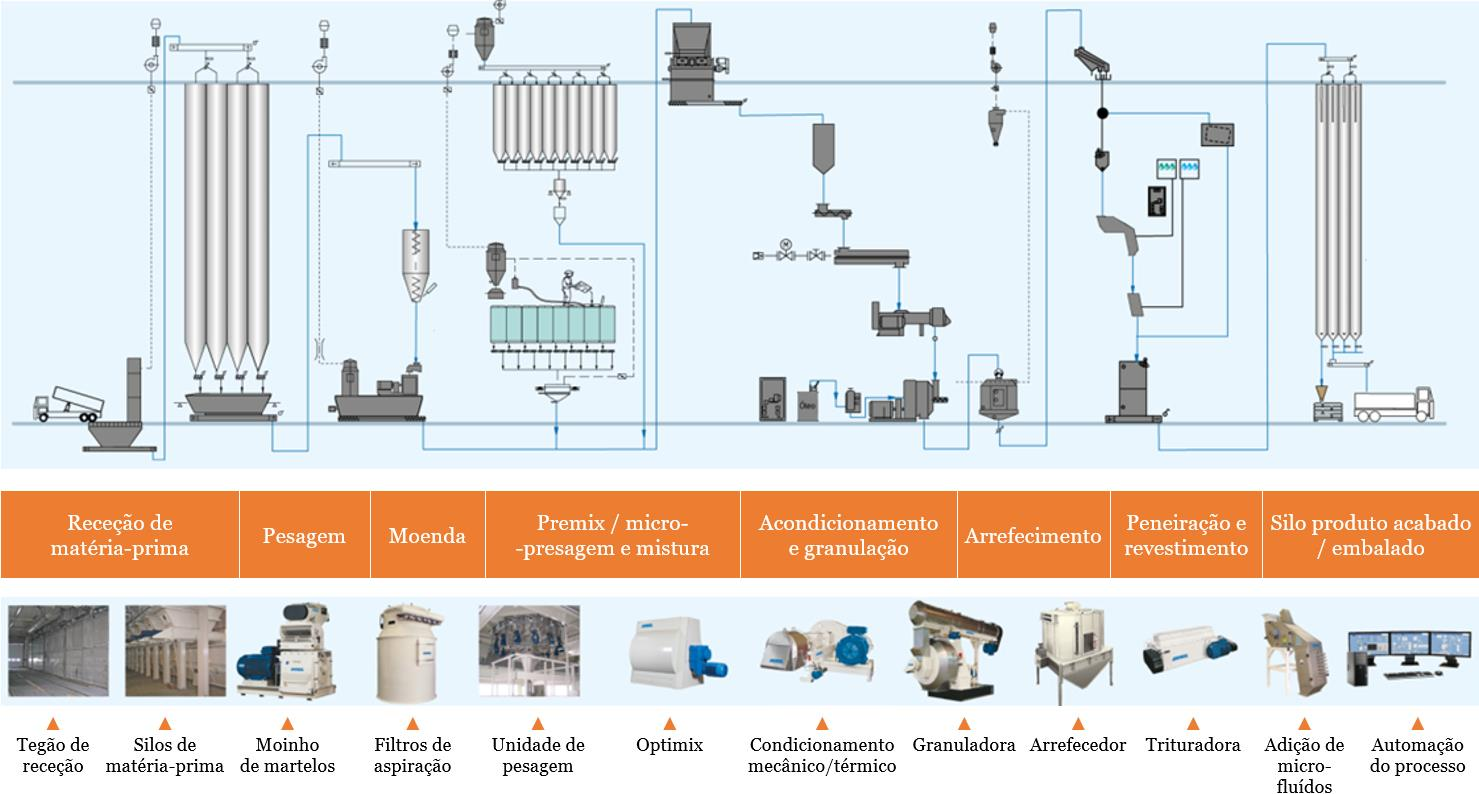 M
Óleo
Receção de
matéria-prima
Pesagem
Moenda
Premix / micro-
-presagem e mistura
Acondicionamento
e granulação
Arrefecimento
Peneiração e
revestimento
Silo produto acabado
/ embalado
Tegão de
receção
Silos de
matéria-prima
Moinho
de martelos
Filtros de
aspiração
Unidade de
pesagem
Optimix
Condicionamento
mecânico/térmico
Granuladora
Arrefecedor
Trituradora
Adição de
micro-
fluídos
Automação
do processo